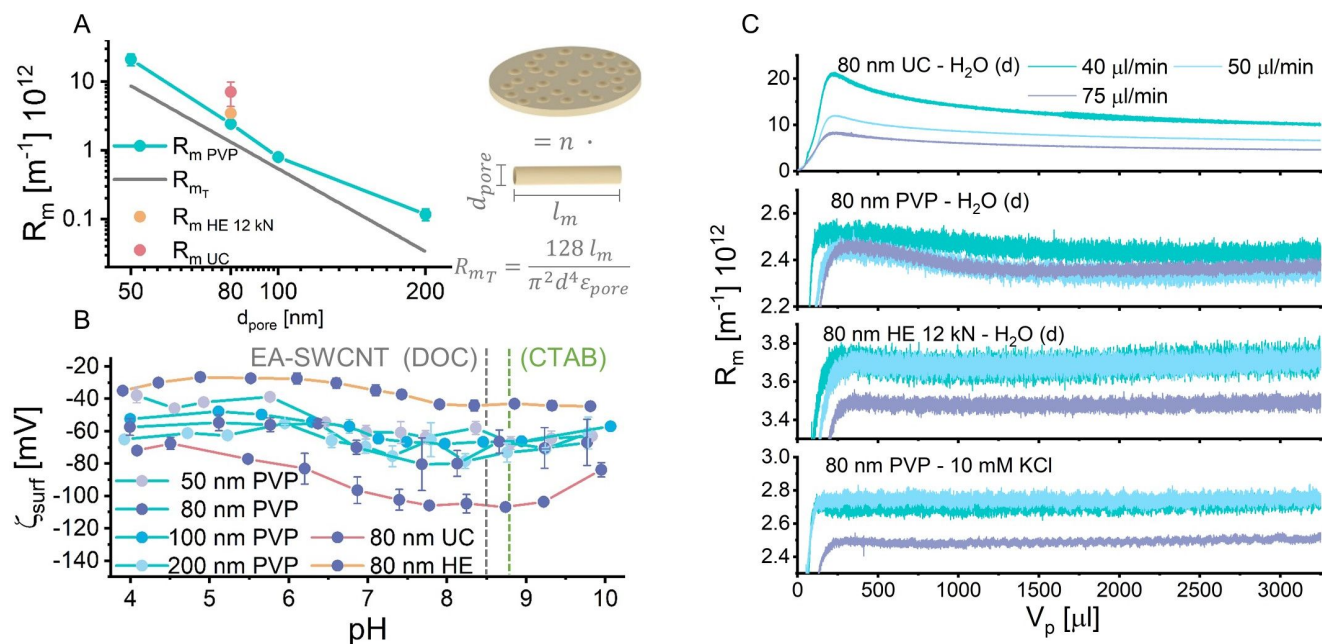 A
R_m [m⁻¹] 10¹²
10
1
0.1
R_m PVP
R_m_T
R_m HE 12 kN
R_m UC
50
80
100
200
d_pore [nm]
= n ·
d_pore
l_m
R_m_T = 128 l_m / π² d⁴ ε_pore
B
EA-SWCNT (DOC)
(CTAB)
ζ_surf [mV]
-20
-40
-60
-80
-100
-120
-140
50 nm PVP
80 nm PVP
100 nm PVP
200 nm PVP
80 nm UC
80 nm HE
4
5
6
7
8
9
10
pH
C
80 nm UC - H₂O (d)
40 µl/min
50 µl/min
75 µl/min
20
10
0
80 nm PVP - H₂O (d)
2.6
2.4
2.2
80 nm HE 12 kN - H₂O (d)
3.8
3.6
3.4
80 nm PVP - 10 mM KCl
3.0
2.8
2.6
2.4
R_m [m⁻¹] 10¹²
0
500
1000
1500
2000
2500
3000
V_p [µl]